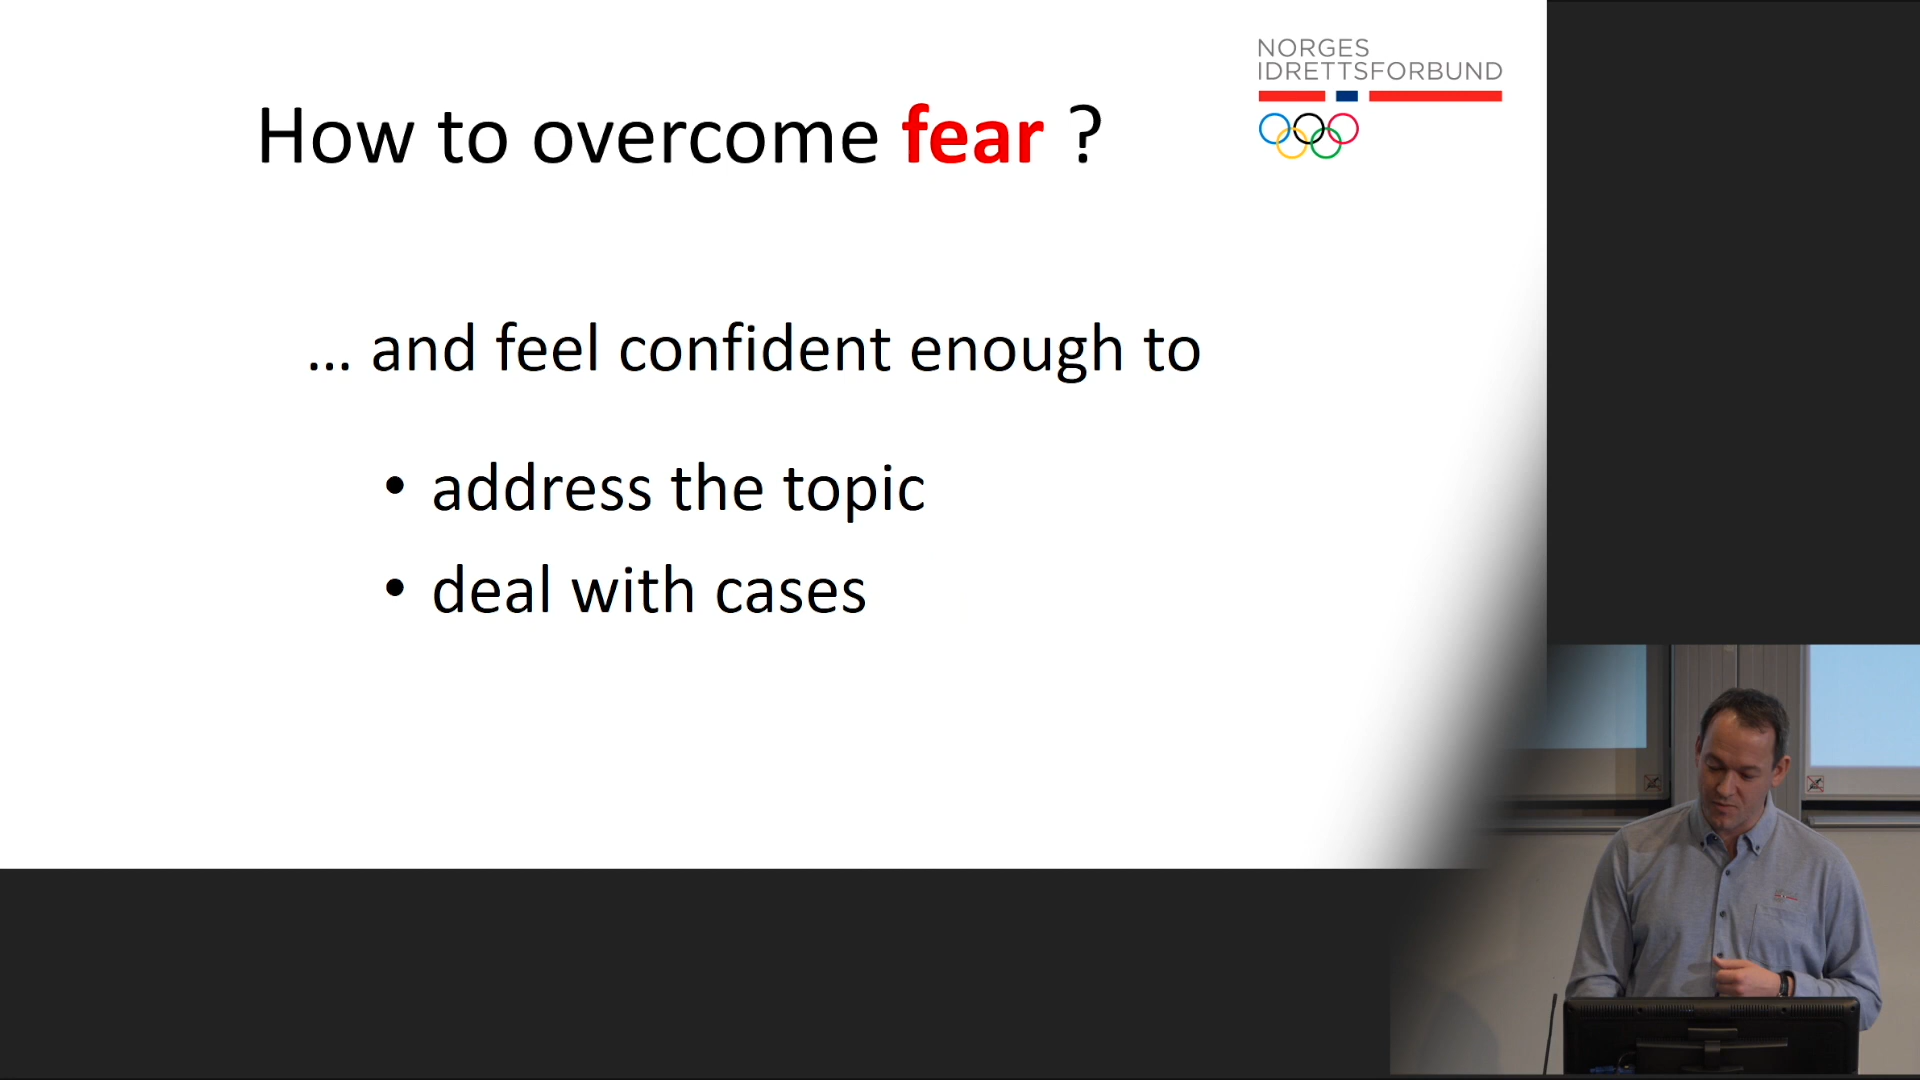 NORGES
IDRETTSFORBUND
How to overcome fear ?
... and feel confident enough to
• address the topic
• deal with cases